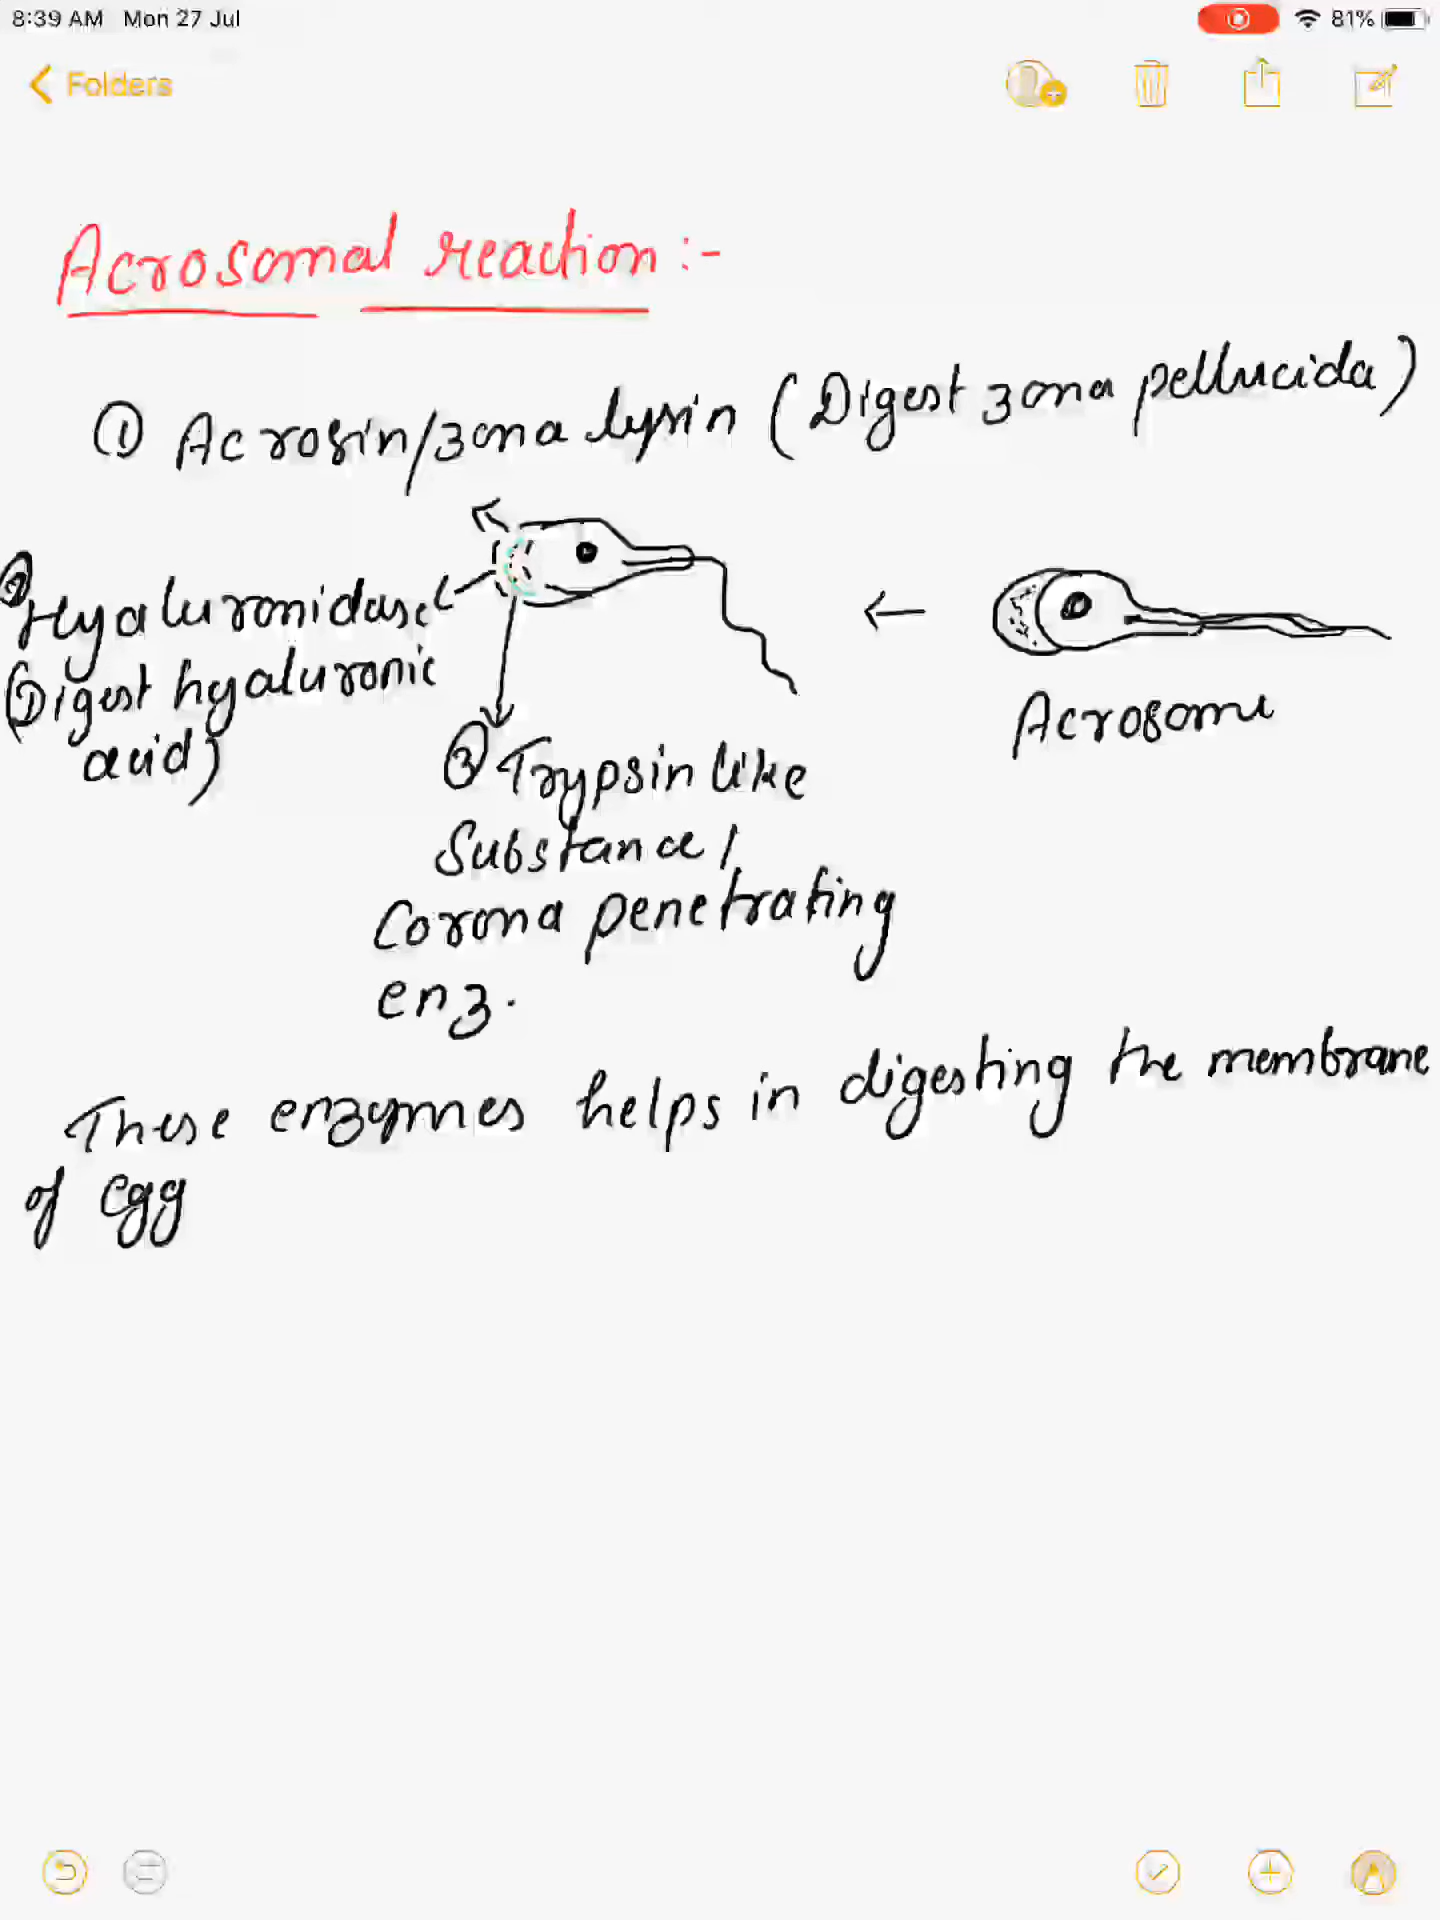 8:39 AM Mon 27 Jul
81%
Folders
Acrosomal reaction :-
① Acrosin/zona lysin (Digest zona pellucida)
② Hyaluronidase
(Digest hyaluronic
acid)
Acrosome
③ Trypsin like
Substance/
Corona penetrating
enz.
These enzymes helps in digesting the membrane
of egg